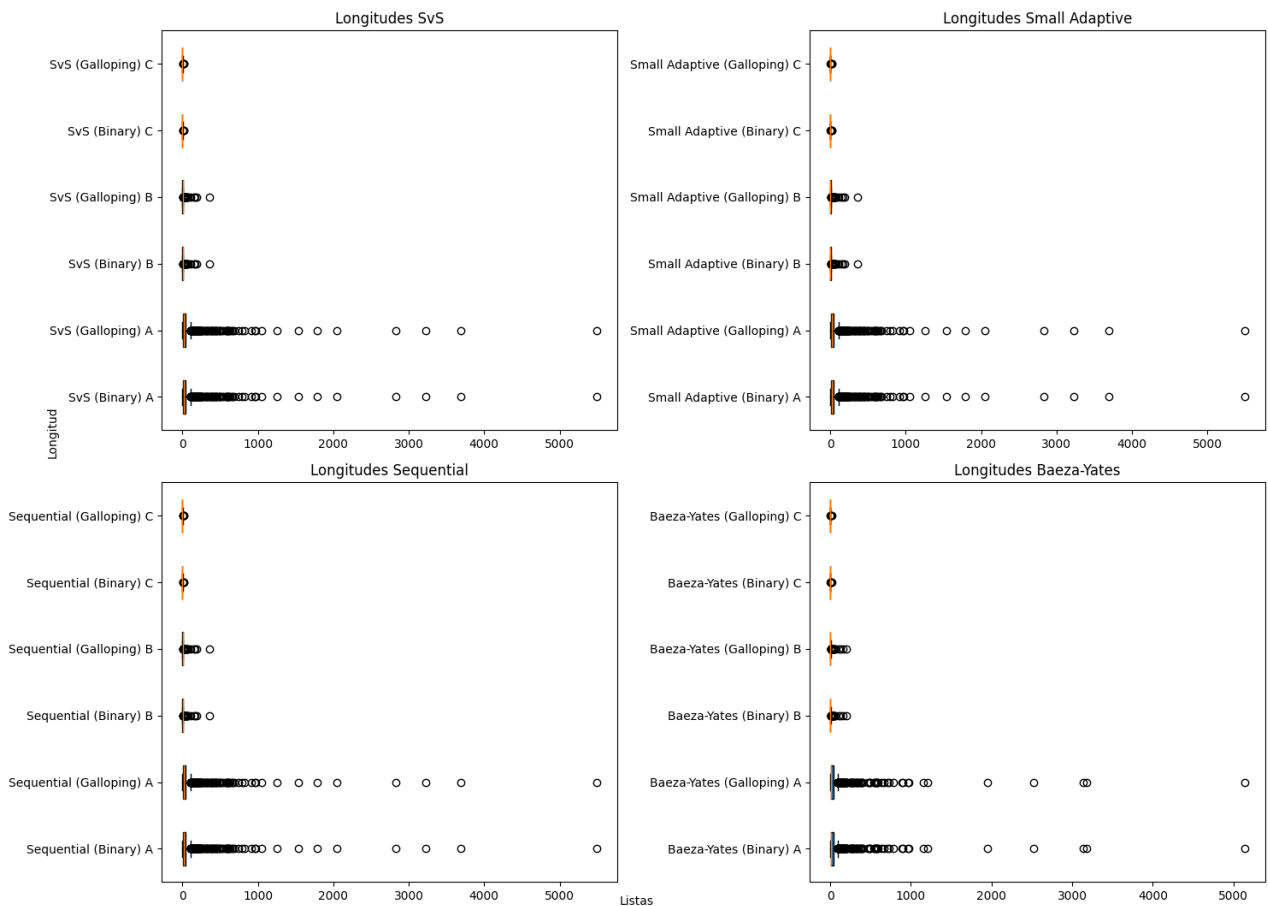 Longitudes SvS
SvS (Galloping) C
SvS (Binary) C
SvS (Galloping) B
SvS (Binary) B
SvS (Galloping) A
SvS (Binary) A
0 1000 2000 3000 4000 5000
Longitudes Small Adaptive
Small Adaptive (Galloping) C
Small Adaptive (Binary) C
Small Adaptive (Galloping) B
Small Adaptive (Binary) B
Small Adaptive (Galloping) A
Small Adaptive (Binary) A
0 1000 2000 3000 4000 5000
Longitud
Longitudes Sequential
Sequential (Galloping) C
Sequential (Binary) C
Sequential (Galloping) B
Sequential (Binary) B
Sequential (Galloping) A
Sequential (Binary) A
0 1000 2000 3000 4000 5000
Longitudes Baeza-Yates
Baeza-Yates (Galloping) C
Baeza-Yates (Binary) C
Baeza-Yates (Galloping) B
Baeza-Yates (Binary) B
Baeza-Yates (Galloping) A
Baeza-Yates (Binary) A
0 1000 2000 3000 4000 5000
Listas